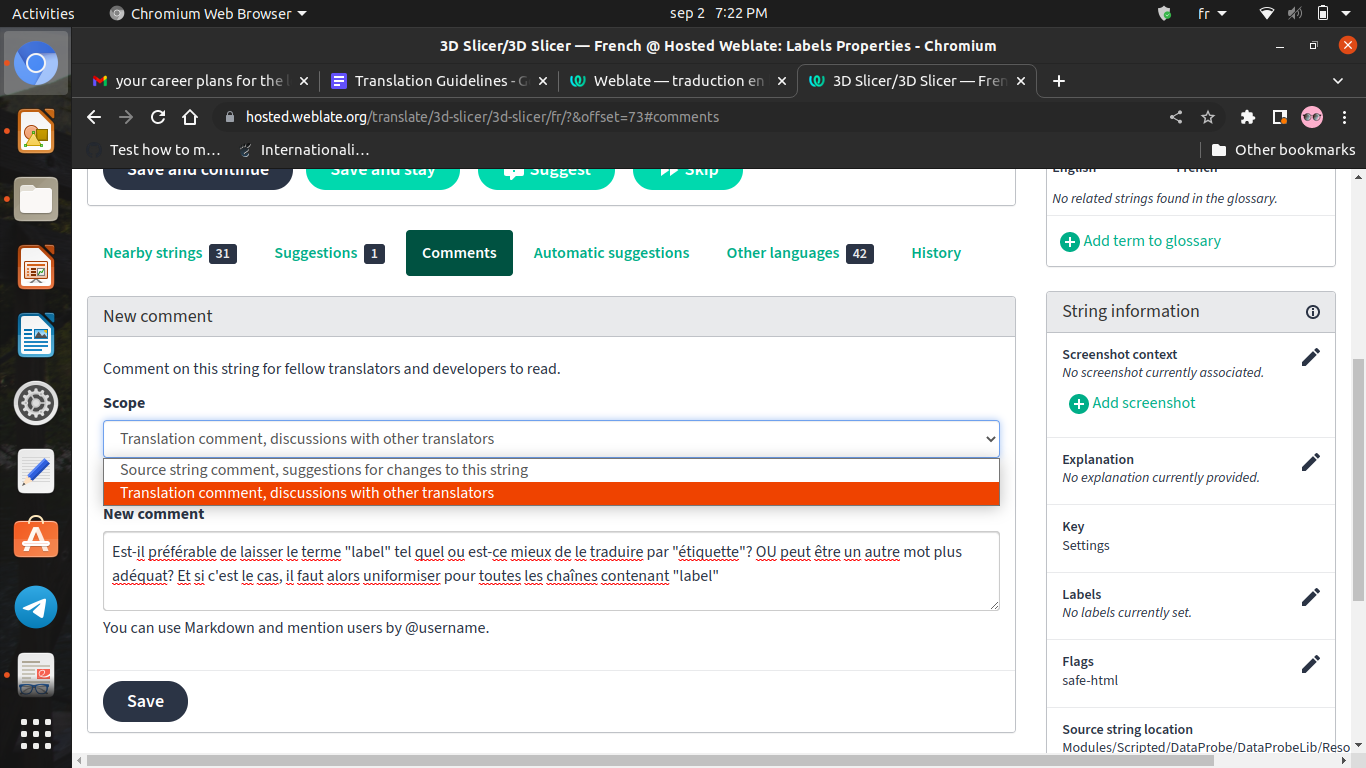 Activities
Chromium Web Browser
sep 2 7:22 PM
fr
3D Slicer/3D Slicer — French @ Hosted Weblate: Labels Properties - Chromium
your career plans for the
Translation Guidelines - G
Weblate — traduction en
3D Slicer/3D Slicer — Fren
hosted.weblate.org/translate/3d-slicer/3d-slicer/fr/?&offset=73#comments
Test how to m...
Internationali...
Other bookmarks
Save and continue
Save and stay
Suggest
Skip
English
French
No related strings found in the glossary.
Add term to glossary
Nearby strings 31
Suggestions 1
Comments
Automatic suggestions
Other languages 42
History
New comment
Comment on this string for fellow translators and developers to read.
Scope
Translation comment, discussions with other translators
Source string comment, suggestions for changes to this string
Translation comment, discussions with other translators
New comment
Est-il préférable de laisser le terme "label" tel quel ou est-ce mieux de le traduire par "étiquette"? OU peut être un autre mot plus
adéquat? Et si c'est le cas, il faut alors uniformiser pour toutes les chaînes contenant "label"
You can use Markdown and mention users by @username.
Save
String information
Screenshot context
No screenshot currently associated.
Add screenshot
Explanation
No explanation currently provided.
Key
Settings
Labels
No labels currently set.
Flags
safe-html
Source string location
Modules/Scripted/DataProbe/DataProbeLib/Reso